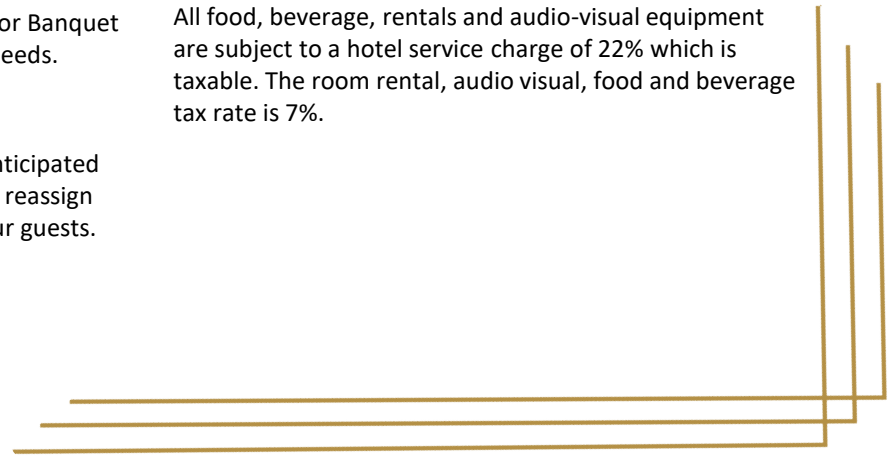 or Banquet
eeds.
nticipated
reassign
ur guests.
All food, beverage, rentals and audio-visual equipment
are subject to a hotel service charge of 22% which is
taxable. The room rental, audio visual, food and beverage
tax rate is 7%.